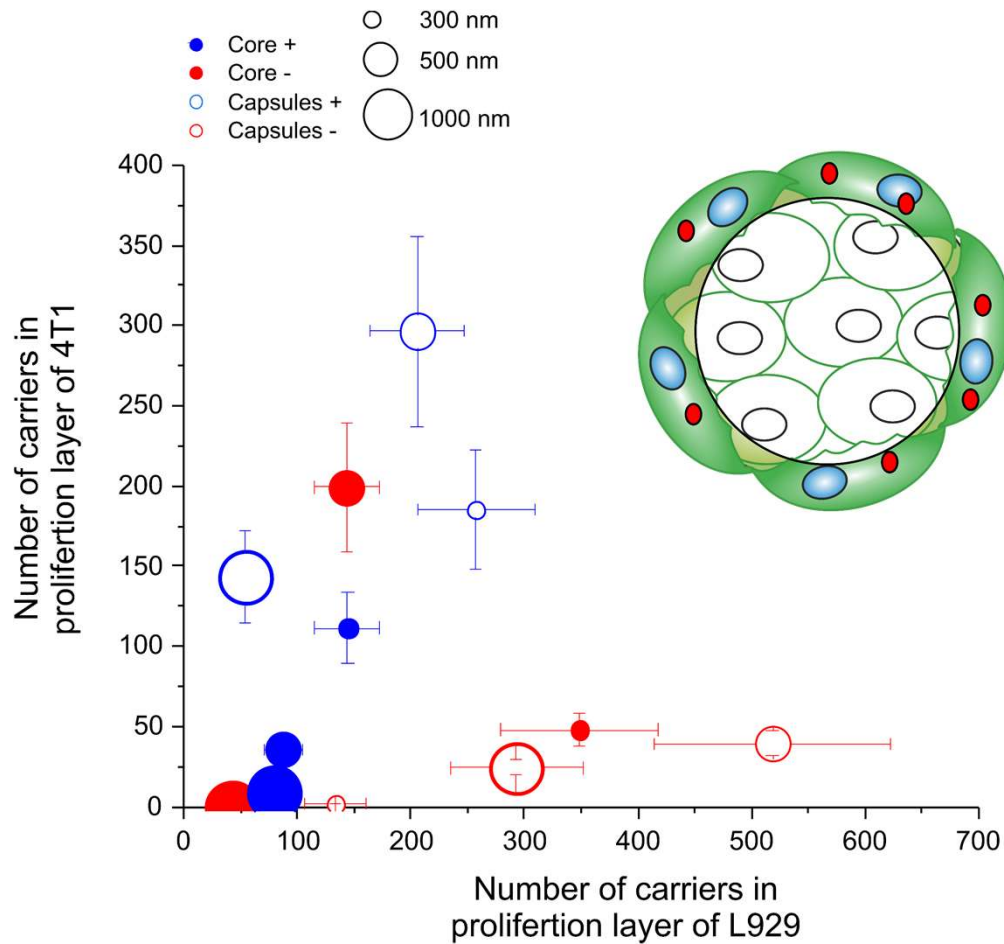 Core +
Core -
Capsules +
Capsules -
300 nm
500 nm
1000 nm
Number of carriers in
prolifertion layer of 4T1
400
350
300
250
200
150
100
50
0
0
100
200
300
400
500
600
700
Number of carriers in
prolifertion layer of L929